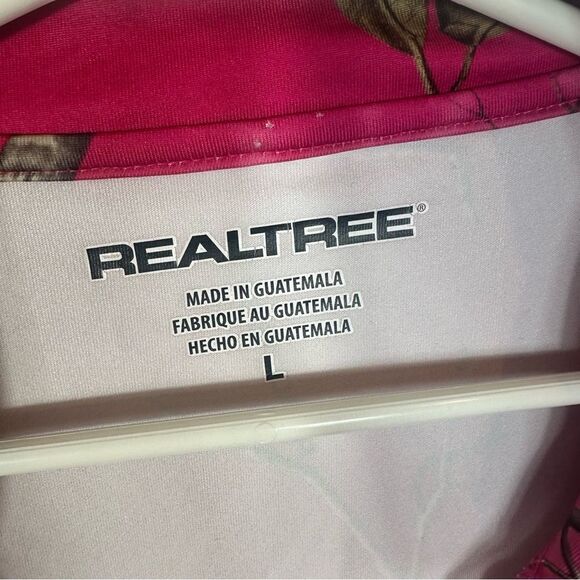 REALTREE®
MADE IN GUATEMALA
FABRIQUE AU GUATEMALA
HECHO EN GUATEMALA
L